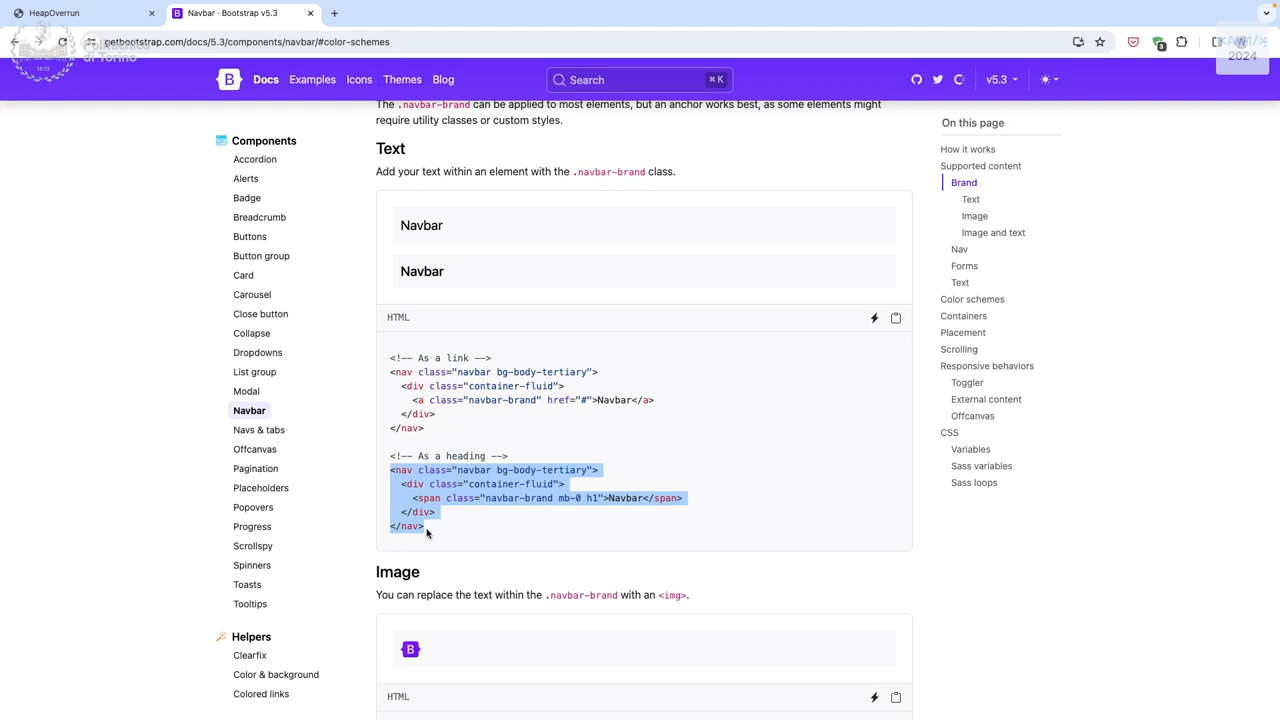 HeapOverrun
Navbar · Bootstrap v5.3
getbootstrap.com/docs/5.3/components/navbar/#color-schemes
3
W
Politecnico
di Torino
1859
2024
B
Docs
Examples
Icons
Themes
Blog
Search
⌘ K
v5.3
Components
Accordion
Alerts
Badge
Breadcrumb
Buttons
Button group
Card
Carousel
Close button
Collapse
Dropdowns
List group
Modal
Navbar
Navs & tabs
Offcanvas
Pagination
Placeholders
Popovers
Progress
Scrollspy
Spinners
Toasts
Tooltips
Helpers
Clearfix
Color & background
Colored links
The .navbar-brand can be applied to most elements, but an anchor works best, as some elements might
require utility classes or custom styles.
Text
Add your text within an element with the .navbar-brand class.
Navbar
Navbar
HTML
<!-- As a link -->
<nav class="navbar bg-body-tertiary">
<div class="container-fluid">
<a class="navbar-brand" href="#">Navbar</a>
</div>
</nav>
<!-- As a heading -->
<nav class="navbar bg-body-tertiary">
<div class="container-fluid">
<span class="navbar-brand mb-0 h1">Navbar</span>
</div>
</nav>
Image
You can replace the text within the .navbar-brand with an <img>.
B
HTML
On this page
How it works
Supported content
Brand
Text
Image
Image and text
Nav
Forms
Text
Color schemes
Containers
Placement
Scrolling
Responsive behaviors
Toggler
External content
Offcanvas
CSS
Variables
Sass variables
Sass loops